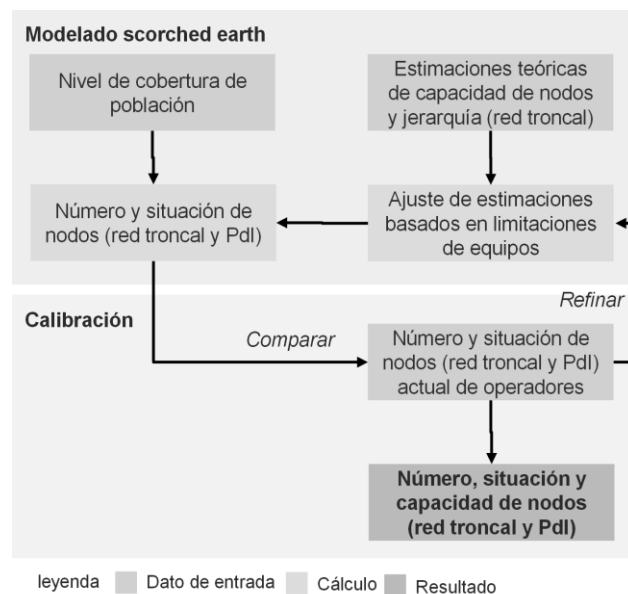 Modelado scorched earth
Nivel de cobertura de
población
Estimaciones teóricas
de capacidad de nodos
y jerarquía (red troncal)
Número y situación de
nodos (red troncal y PdI)
Ajuste de estimaciones
basados en limitaciones
de equipos
Refinar
Calibración
Comparar
Número y situación de
nodos (red troncal y PdI)
actual de operadores
Número, situación y
capacidad de nodos
(red troncal y PdI)
leyenda
Dato de entrada
Cálculo
Resultado